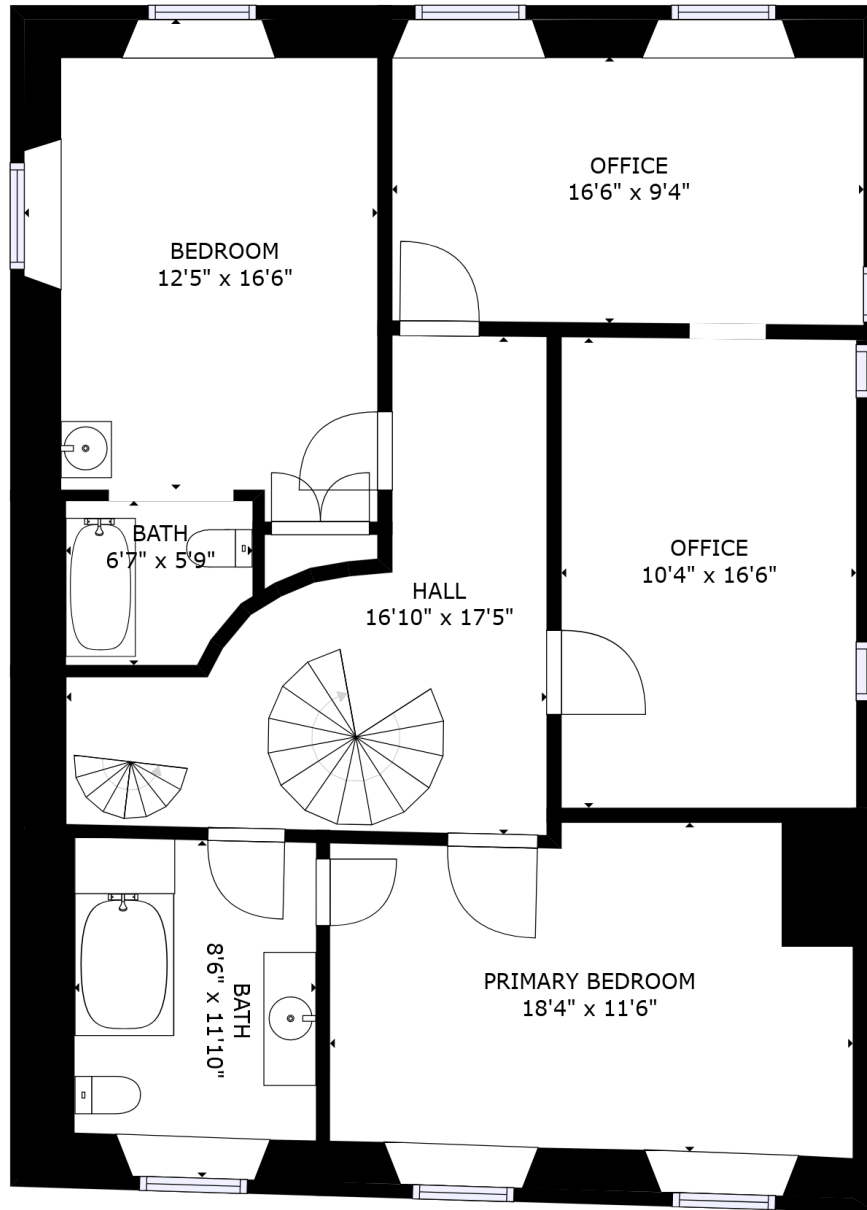 OFFICE
16'6" x 9'4"
BEDROOM
12'5" x 16'6"
BATH
6'7" x 5'9"
OFFICE
10'4" x 16'6"
HALL
16'10" x 17'5"
PRIMARY BEDROOM
18'4" x 11'6"
BATH
8'6" x 11'10"